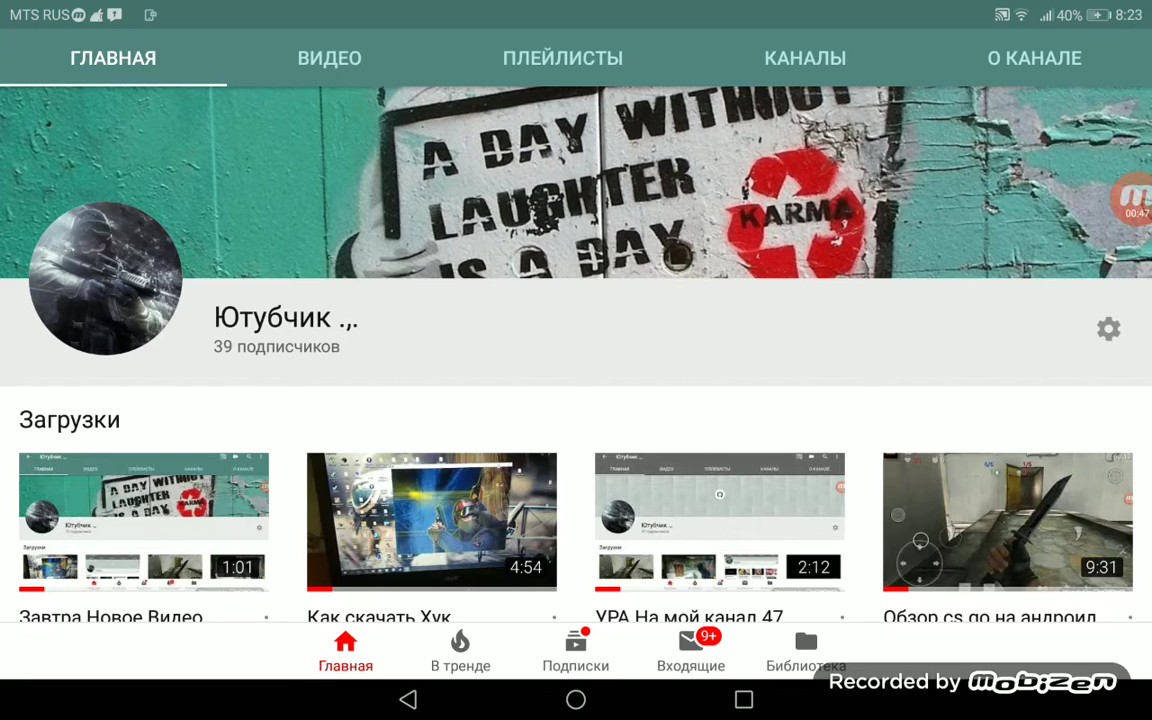 MTS RUS 40% 8:23
ГЛАВНАЯ ВИДЕО ПЛЕЙЛИСТЫ КАНАЛЫ О КАНАЛЕ
A DAY WITHOUT
LAUGHTER
IS A DAY
KARMA
00:47
Ютубчик .,.
39 подписчиков
Загрузки
1:01 4:54 2:12 9:31
Завтра Новое Видео Как скачать Хук УРА На мой канал 47 Обзор cs go на андроид
9+
Главная В тренде Подписки Входящие Библиотека
Recorded by mobizen